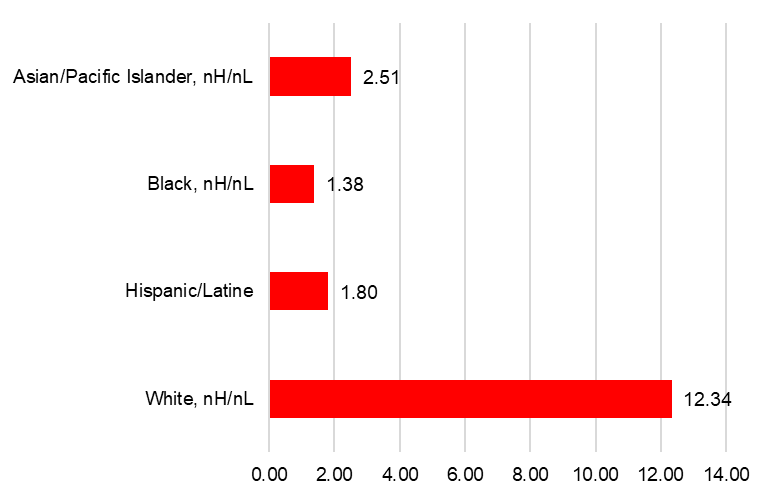 Asian/Pacific Islander, nH/nL 2.51
Black, nH/nL 1.38
Hispanic/Latine 1.80
White, nH/nL 12.34
0.00 2.00 4.00 6.00 8.00 10.00 12.00 14.00